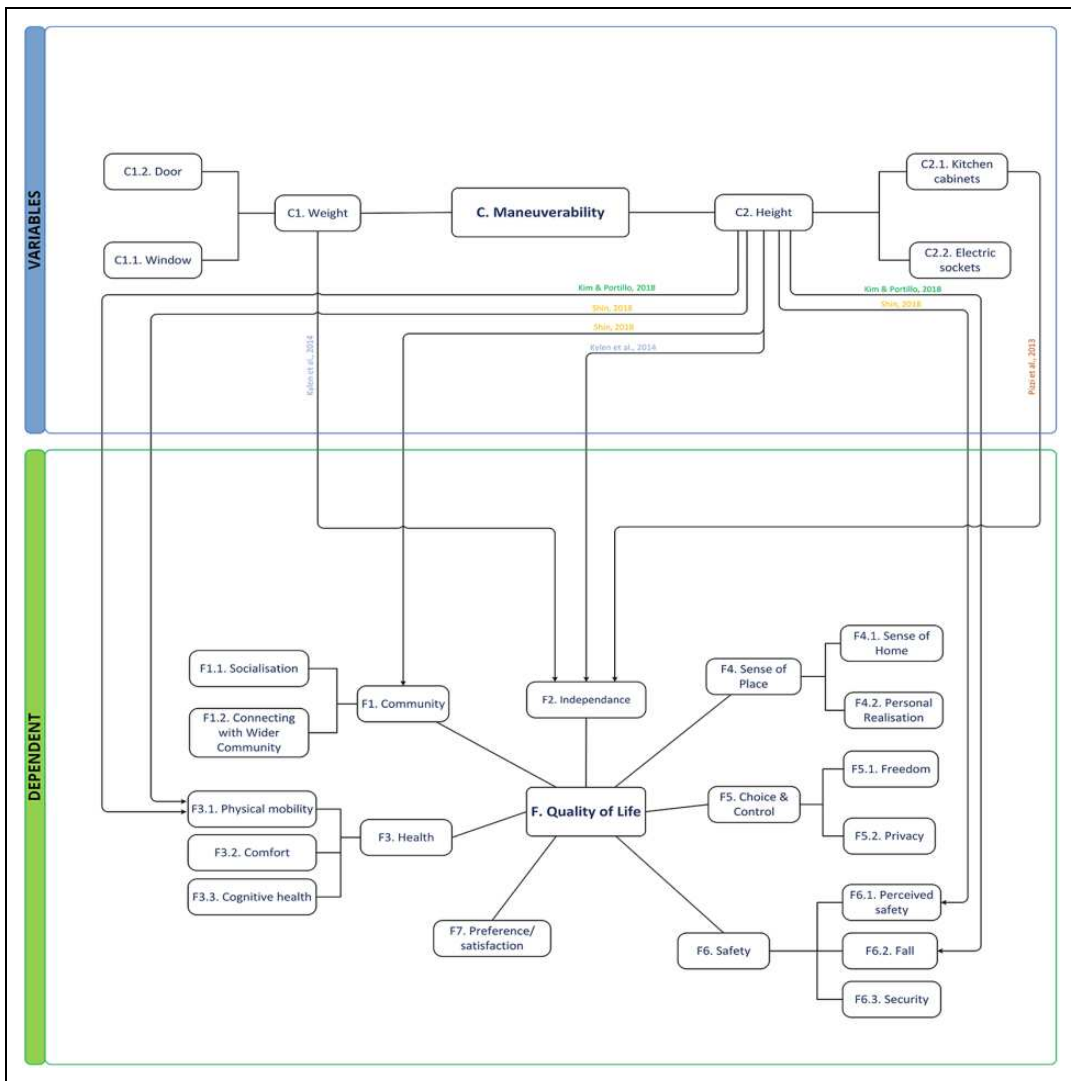 VARIABLES
C1.2. Door
C1.1. Window
C1. Weight
C. Maneuverability
C2. Height
C2.1. Kitchen
cabinets
C2.2. Electric
sockets
Kim & Portillo, 2018
Shin, 2018
Shin, 2018
Kylen et al., 2014
Kylen et al., 2014
Kim & Portillo, 2018
Shin, 2018
Pizzi et al., 2013
DEPENDENT
F1.1. Socialisation
F1.2. Connecting
with Wider
Community
F1. Community
F2. Independance
F4. Sense of
Place
F4.1. Sense of
Home
F4.2. Personal
Realisation
F3.1. Physical mobility
F3.2. Comfort
F3.3. Cognitive health
F3. Health
F. Quality of Life
F5. Choice &
Control
F5.1. Freedom
F5.2. Privacy
F7. Preference/
satisfaction
F6. Safety
F6.1. Perceived
safety
F6.2. Fall
F6.3. Security